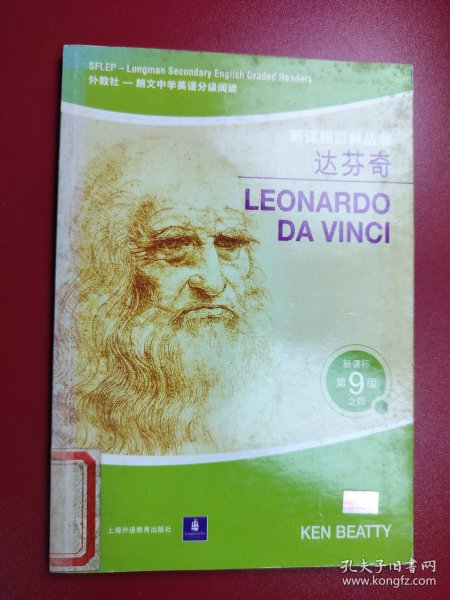 SFLEP – Longman Secondary English Graded Readers
外教社 — 朗文中学英语分级阅读
新课标百科丛书
达芬奇
LEONARDO
DA VINCI
新课标
第9级
之四
上海外语教育出版社
KEN BEATTY
孔夫子旧书网
www.kongfz.com